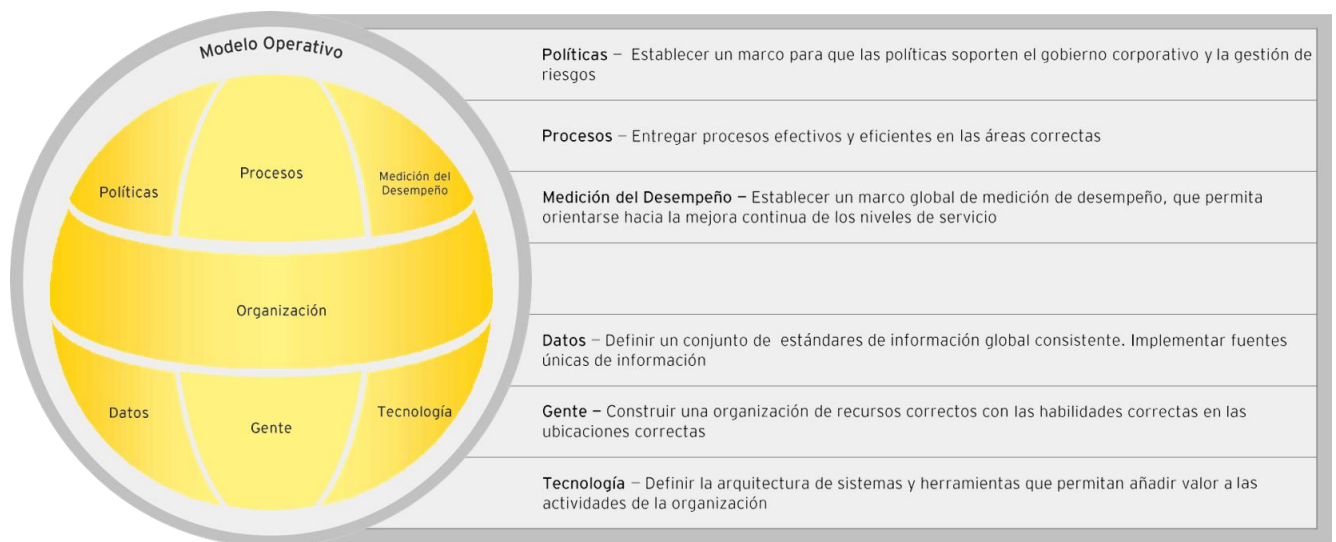 Modelo Operativo
Políticas
Procesos
Medición del
Desempeño
Organización
Datos
Gente
Tecnología
Políticas – Establecer un marco para que las políticas soporten el gobierno corporativo y la gestión de
riesgos
Procesos – Entregar procesos efectivos y eficientes en las áreas correctas
Medición del Desempeño – Establecer un marco global de medición de desempeño, que permita
orientarse hacia la mejora continua de los niveles de servicio
Datos – Definir un conjunto de estándares de información global consistente. Implementar fuentes
únicas de información
Gente – Construir una organización de recursos correctos con las habilidades correctas en las
ubicaciones correctas
Tecnología – Definir la arquitectura de sistemas y herramientas que permitan añadir valor a las
actividades de la organización